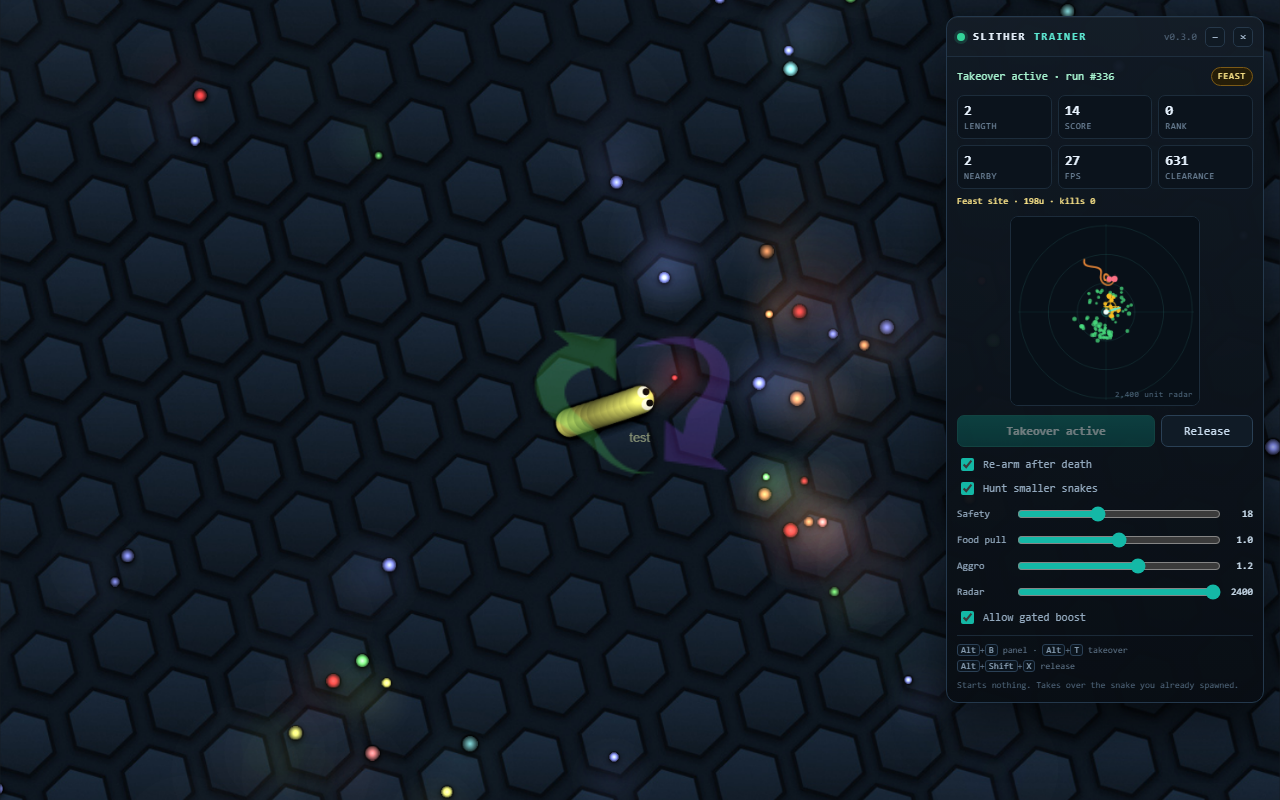 SLITHER TRAINER v0.3.0 − ×
Takeover active · run #336 FEAST
2 14 0
LENGTH SCORE RANK
2 27 631
NEARBY FPS CLEARANCE
Feast site · 198u · kills 0
2,400 unit radar
Takeover active Release
Re-arm after death
Hunt smaller snakes
Safety 18
Food pull 1.0
Aggro 1.2
Radar 2400
Allow gated boost
Alt+B panel · Alt+T takeover
Alt+Shift+X release
Starts nothing. Takes over the snake you already spawned.
test